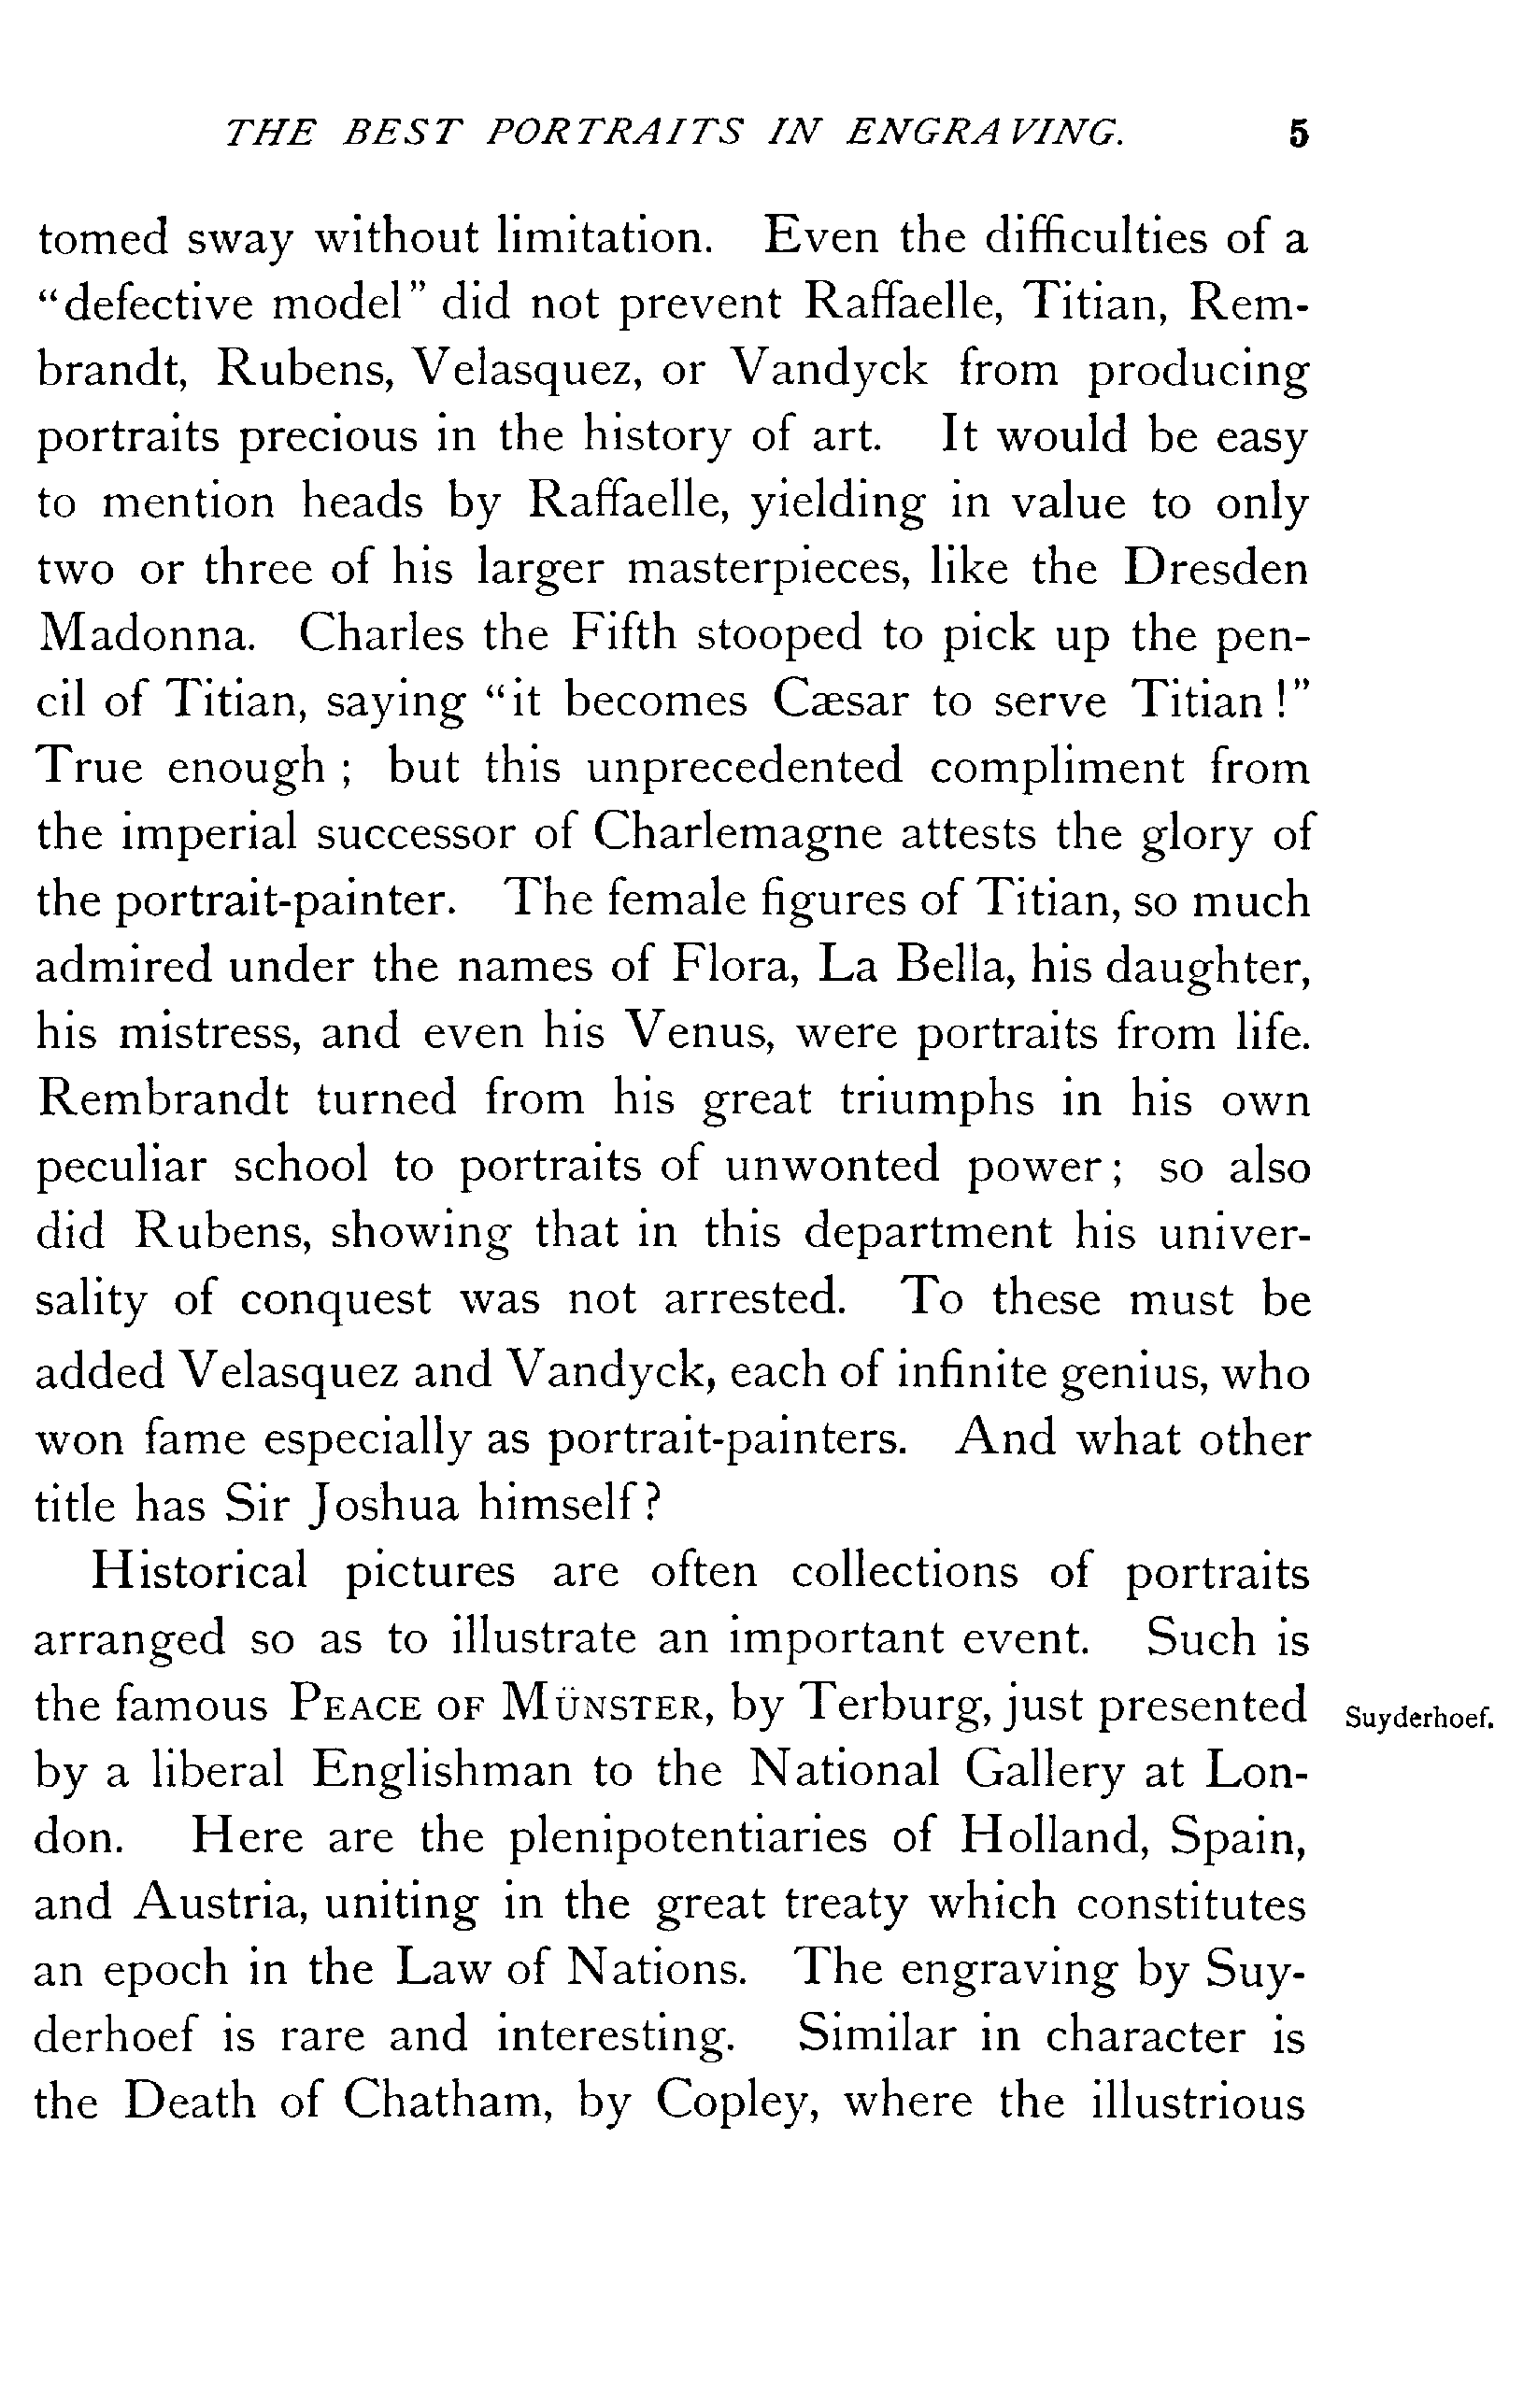 THE BEST PORTRAITS IN ENGRAVING. 5
tomed sway without limitation. Even the difficulties of a
“defective model” did not prevent Raffaelle, Titian, Rem-
brandt, Rubens, Velasquez, or Vandyck from producing
portraits precious in the history of art. It would be easy
to mention heads by Raffaelle, yielding in value to only
two or three of his larger masterpieces, like the Dresden
Madonna. Charles the Fifth stooped to pick up the pen-
cil of Titian, saying “it becomes Cæsar to serve Titian!”
True enough; but this unprecedented compliment from
the imperial successor of Charlemagne attests the glory of
the portrait-painter. The female figures of Titian, so much
admired under the names of Flora, La Bella, his daughter,
his mistress, and even his Venus, were portraits from life.
Rembrandt turned from his great triumphs in his own
peculiar school to portraits of unwonted power; so also
did Rubens, showing that in this department his univer-
sality of conquest was not arrested. To these must be
added Velasquez and Vandyck, each of infinite genius, who
won fame especially as portrait-painters. And what other
title has Sir Joshua himself?
Historical pictures are often collections of portraits
arranged so as to illustrate an important event. Such is
the famous PEACE OF MÜNSTER, by Terburg, just presented
Suyderhoef.
by a liberal Englishman to the National Gallery at Lon-
don. Here are the plenipotentiaries of Holland, Spain,
and Austria, uniting in the great treaty which constitutes
an epoch in the Law of Nations. The engraving by Suy-
derhoef is rare and interesting. Similar in character is
the Death of Chatham, by Copley, where the illustrious